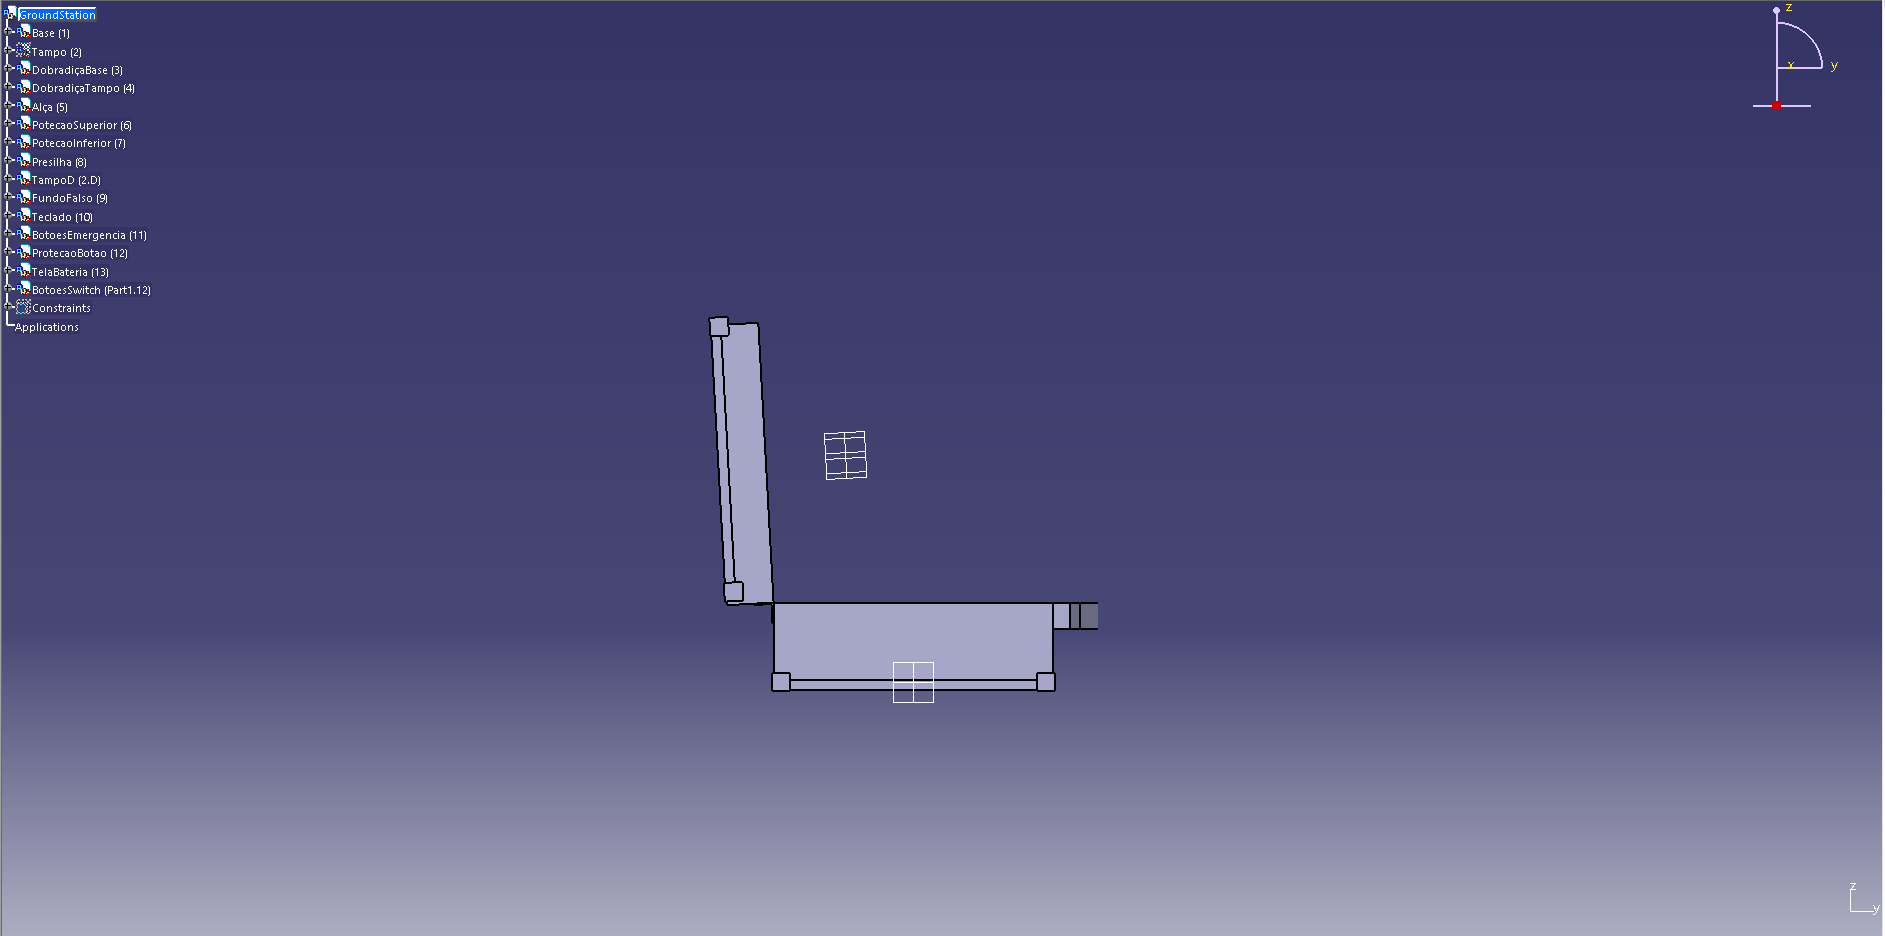 GroundStation
Base (1)
Tampo (2)
DobradiçaBase (3)
DobradiçaTampo (4)
Alça (5)
PotecaoSuperior (6)
PotecaoInferior (7)
Presilha (8)
TampoD (2.D)
FundoFalso (9)
Teclado (10)
BotoesEmergencia (11)
ProtecaoBotao (12)
TelaBateria (13)
BotoesSwitch (Part1.12)
Constraints
Applications
z
x
y
z
y